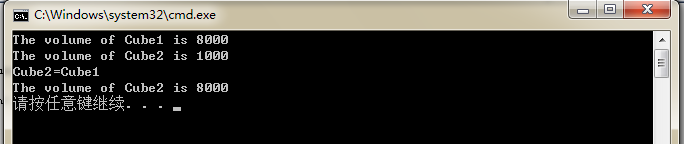 C:\Windows\system32\cmd.exe
The volume of Cube1 is 8000
The volume of Cube2 is 1000
Cube2=Cube1
The volume of Cube2 is 8000
请按任意键继续. . .